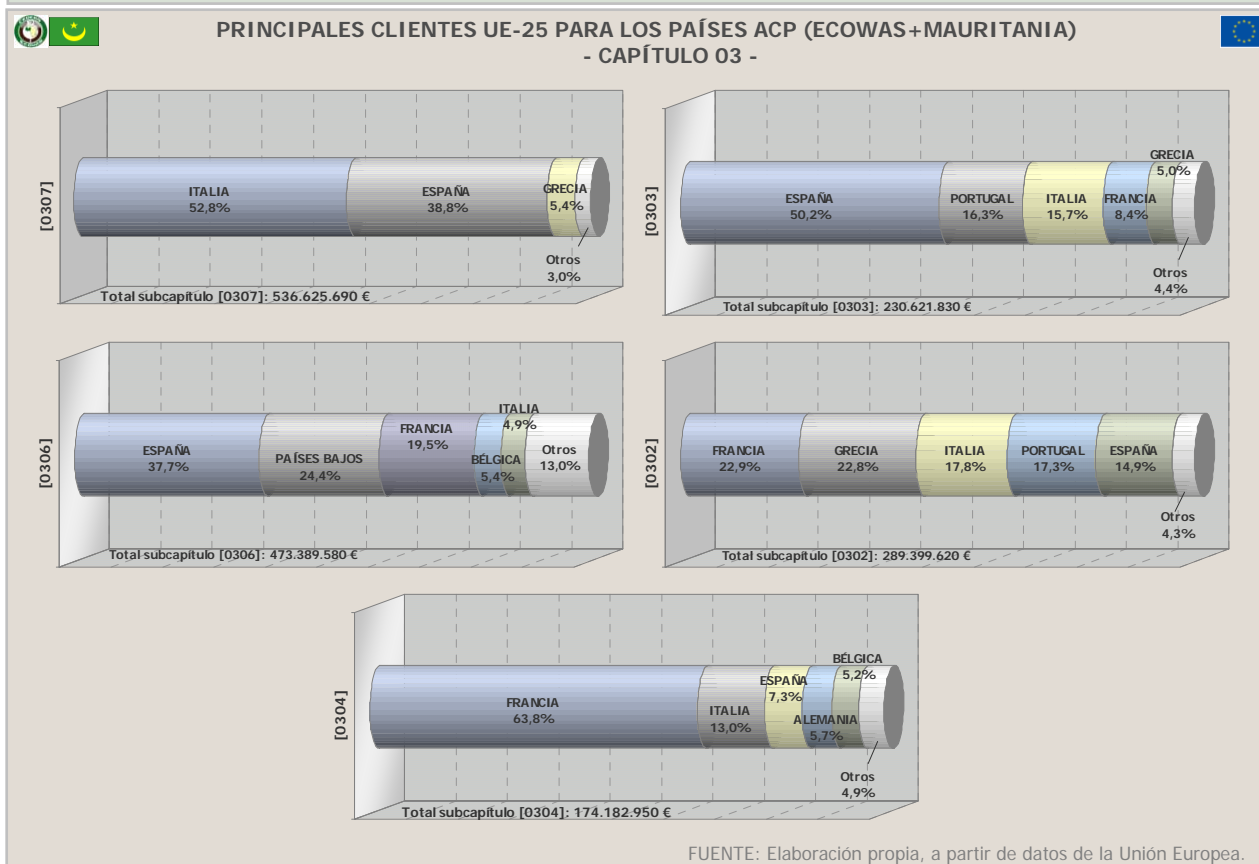 PRINCIPALES CLIENTES UE-25 PARA LOS PAÍSES ACP (ECOWAS+MAURITANIA)
- CAPÍTULO 03 -
[0307]
ITALIA
52,8%
ESPAÑA
38,8%
GRECIA
5,4%
Otros
3,0%
Total subcapítulo [0307]: 536.625.690 €
[0303]
ESPAÑA
50,2%
PORTUGAL
16,3%
ITALIA
15,7%
FRANCIA
8,4%
GRECIA
5,0%
Otros
4,4%
Total subcapítulo [0303]: 230.621.830 €
[0306]
ESPAÑA
37,7%
PAÍSES BAJOS
24,4%
FRANCIA
19,5%
BÉLGICA
5,4%
ITALIA
4,9%
Otros
13,0%
Total subcapítulo [0306]: 473.389.580 €
[0302]
FRANCIA
22,9%
GRECIA
22,8%
ITALIA
17,8%
PORTUGAL
17,3%
ESPAÑA
14,9%
Otros
4,3%
Total subcapítulo [0302]: 289.399.620 €
[0304]
FRANCIA
63,8%
ITALIA
13,0%
ESPAÑA
7,3%
ALEMANIA
5,7%
BÉLGICA
5,2%
Otros
4,9%
Total subcapítulo [0304]: 174.182.950 €
FUENTE: Elaboración propia, a partir de datos de la Unión Europea.